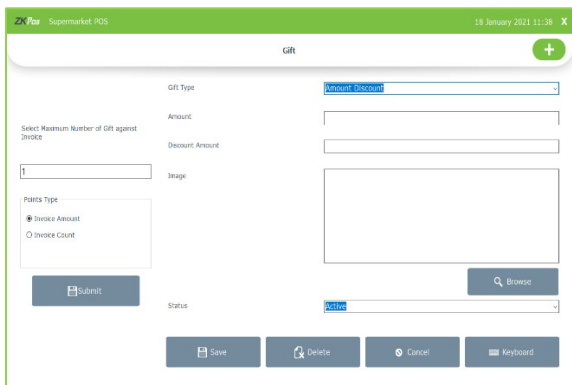 ZKPos Supermarket POS 18 January 2021 11:38 X
Gift
+
Gift Type Amount Discount
Select Maximum Number of Gift against
Invoice
Amount
Discount Amount
1
Image
Points Type
Invoice Amount
Invoice Count
Submit
Browse
Status Active
Save Delete Cancel Keyboard